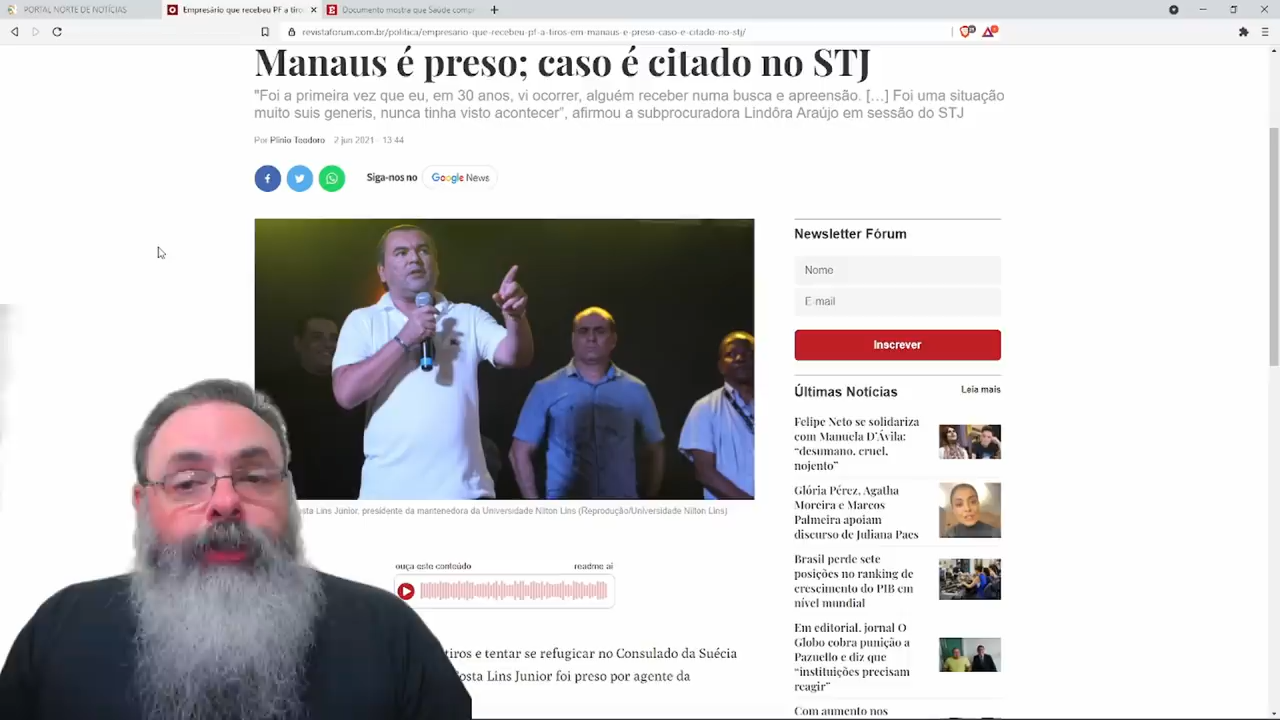 PORTAL NORTE DE NOTÍCIAS
Empresário que recebeu PF a tiro
Documento mostra que Saúde comp
revistaforum.com.br/politica/empresario-que-recebeu-pf-a-tiros-em-manaus-e-preso-caso-e-citado-no-stj/
Manaus é preso; caso é citado no STJ
"Foi a primeira vez que eu, em 30 anos, vi ocorrer, alguém receber numa busca e apreensão. [...] Foi uma situação
muito suis generis, nunca tinha visto acontecer", afirmou a subprocuradora Lindôra Araújo em sessão do STJ
Por Plinio Teodoro 2 jun 2021 - 13:44
Siga-nos no Google News
osta Lins Junior, presidente da mantenedora da Universidade Nilton Lins (Reprodução/Universidade Nilton Lins)
ouça este conteúdo readme ai
tiros e tentar se refugicar no Consulado da Suécia
osta Lins Junior foi preso por agente da
Newsletter Fórum
Nome
E-mail
Inscrever
Últimas Notícias Leia mais
Felipe Neto se solidariza
com Manuela D'Ávila:
"desumano, cruel,
nojento"
Glória Pérez, Agatha
Moreira e Marcos
Palmeira apoiam
discurso de Juliana Paes
Brasil perde sete
posições no ranking de
crescimento do PIB em
nível mundial
Em editorial, jornal O
Globo cobra punição a
Pazuello e diz que
"instituições precisam
reagir"
Com aumento nos